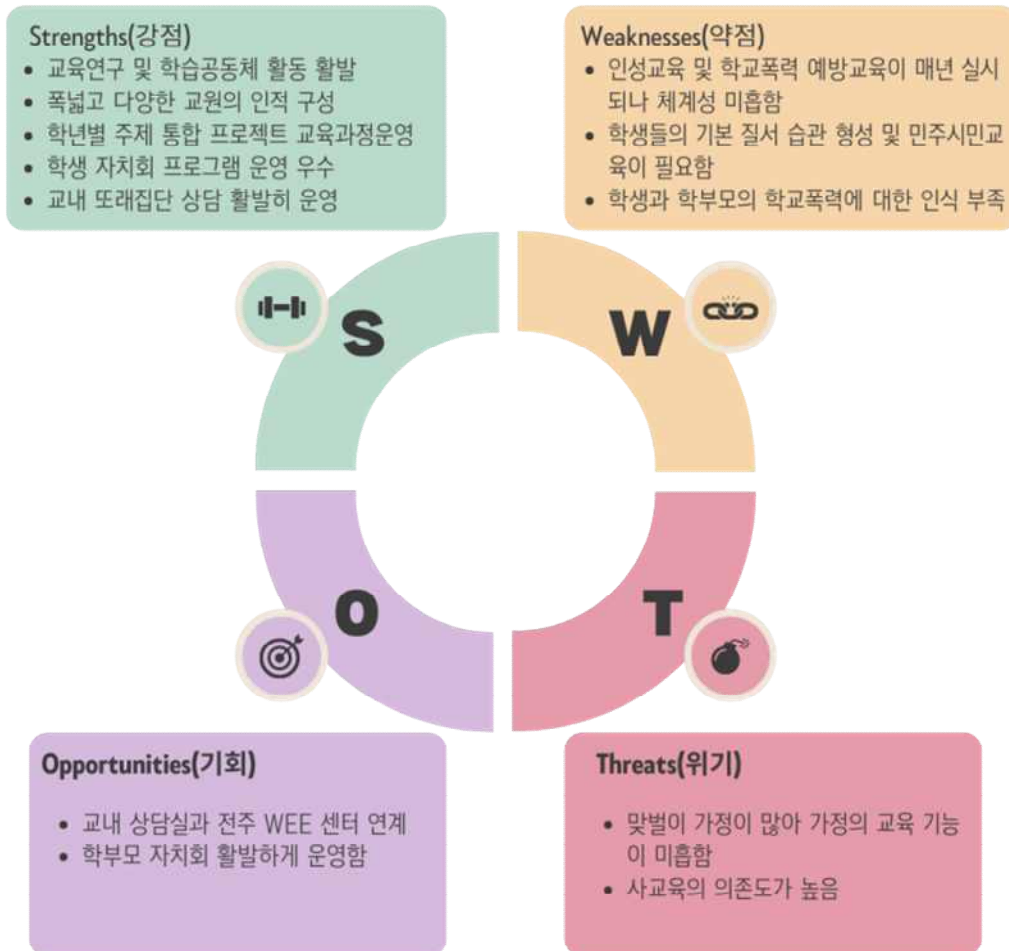 Strengths(강점)
• 교육연구 및 학습공동체 활동 활발
• 폭넓고 다양한 교원의 인적 구성
• 학년별 주제 통합 프로젝트 교육과정운영
• 학생 자치회 프로그램 운영 우수
• 교내 또래집단 상담 활발히 운영
Weaknesses(약점)
• 인성교육 및 학교폭력 예방교육이 매년 실시
되나 체계성 미흡함
• 학생들의 기본 질서 습관 형성 및 민주시민교
육이 필요함
• 학생과 학부모의 학교폭력에 대한 인식 부족
S
W
O
T
Opportunities(기회)
• 교내 상담실과 전주 WEE 센터 연계
• 학부모 자치회 활발하게 운영함
Threats(위기)
• 맞벌이 가정이 많아 가정의 교육 기능
이 미흡함
• 사교육의 의존도가 높음